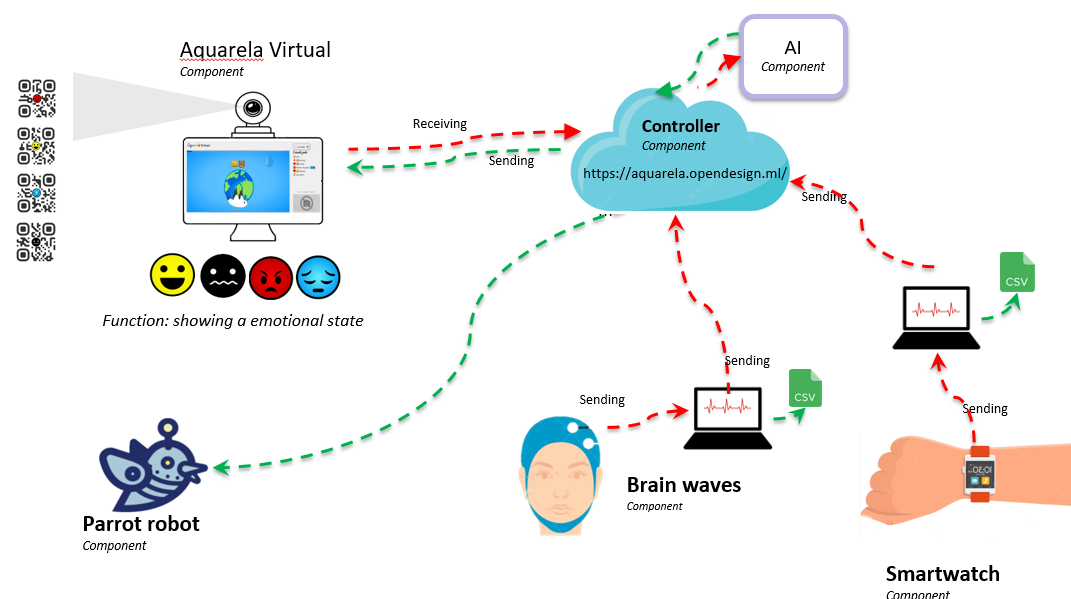 Aquarela Virtual
Component
AI
Component
Receiving
Sending
Controller
Component
https://aquarela.opendesign.ml/
Sending
CSV
Function: showing a emotional state
Sending
CSV
Sending
Sending
Brain waves
Component
Parrot robot
Component
Smartwatch
Component